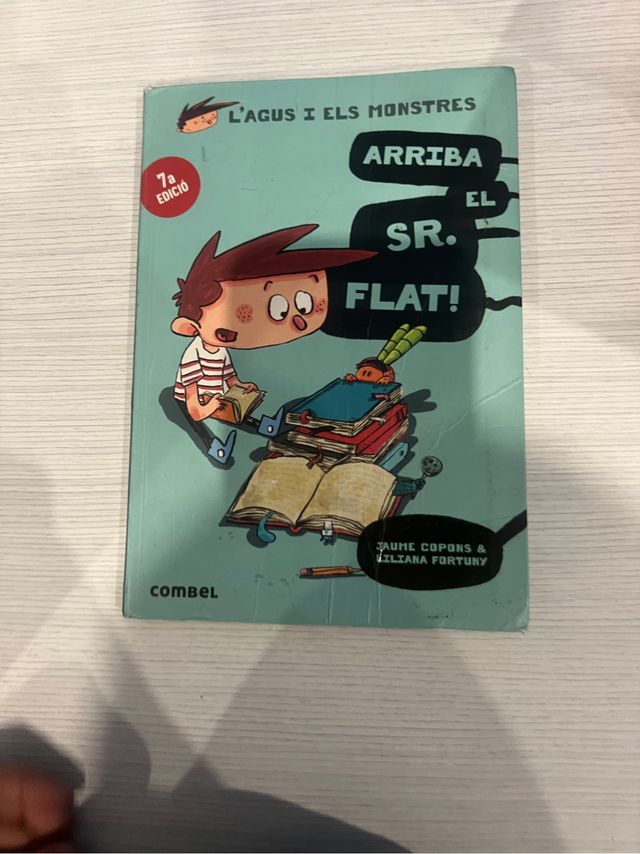 L'AGUS I ELS MONSTRES
7a
EDICIÓ
ARRIBA
EL
SR.
FLAT!
JAUME COPONS &
LILIANA FORTUNY
COMBEL